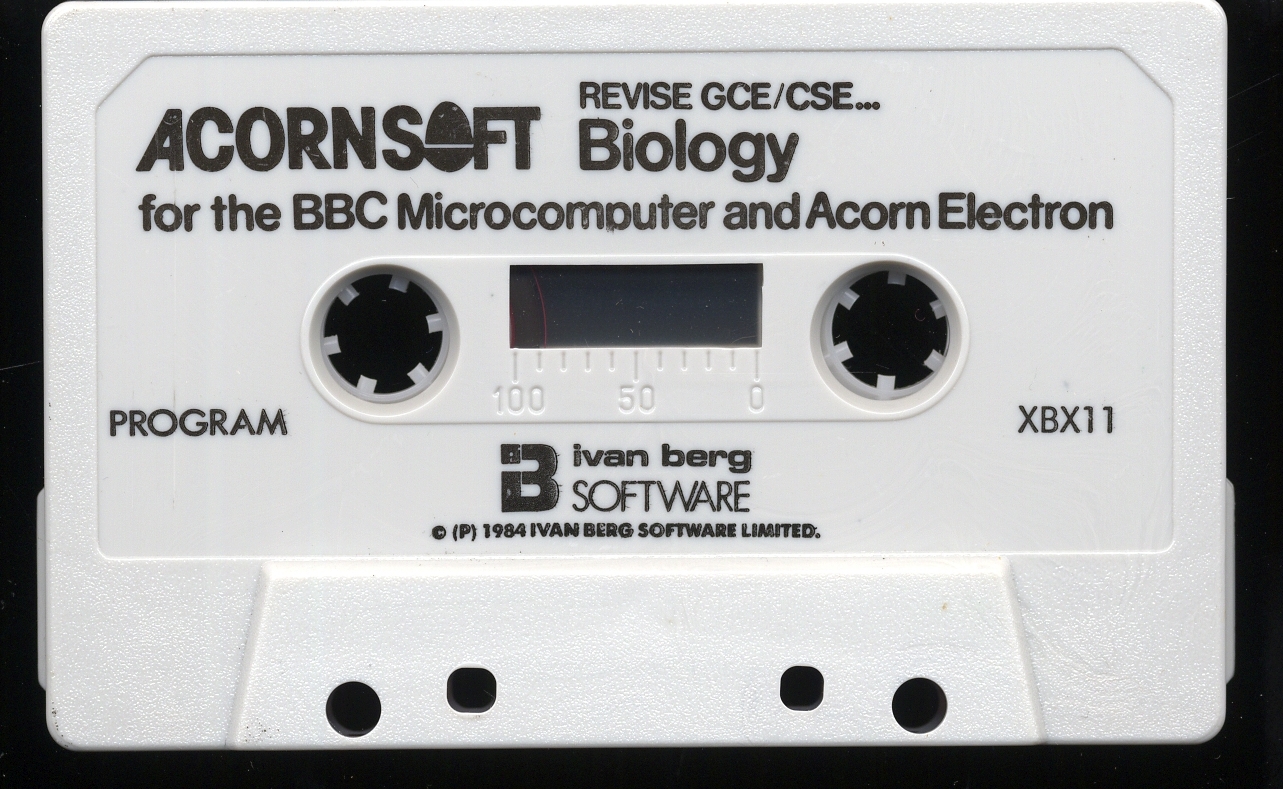 ACORNSOFT
REVISE GCE/CSE...
Biology
for the BBC Microcomputer and Acorn Electron
100 50 0
PROGRAM
XBX11
B ivan berg
SOFTWARE
© (P) 1984 IVAN BERG SOFTWARE LIMITED.